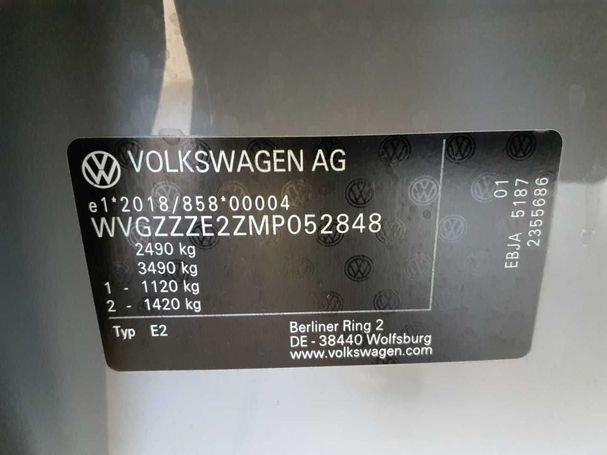 VOLKSWAGEN AG
e1*2018/858*00004
WVGZZZE2ZMP052848
2490 kg
3490 kg
1 - 1120 kg
2 - 1420 kg
Typ E2
Berliner Ring 2
DE - 38440 Wolfsburg
www.volkswagen.com
01
EBJA 5187
2355686